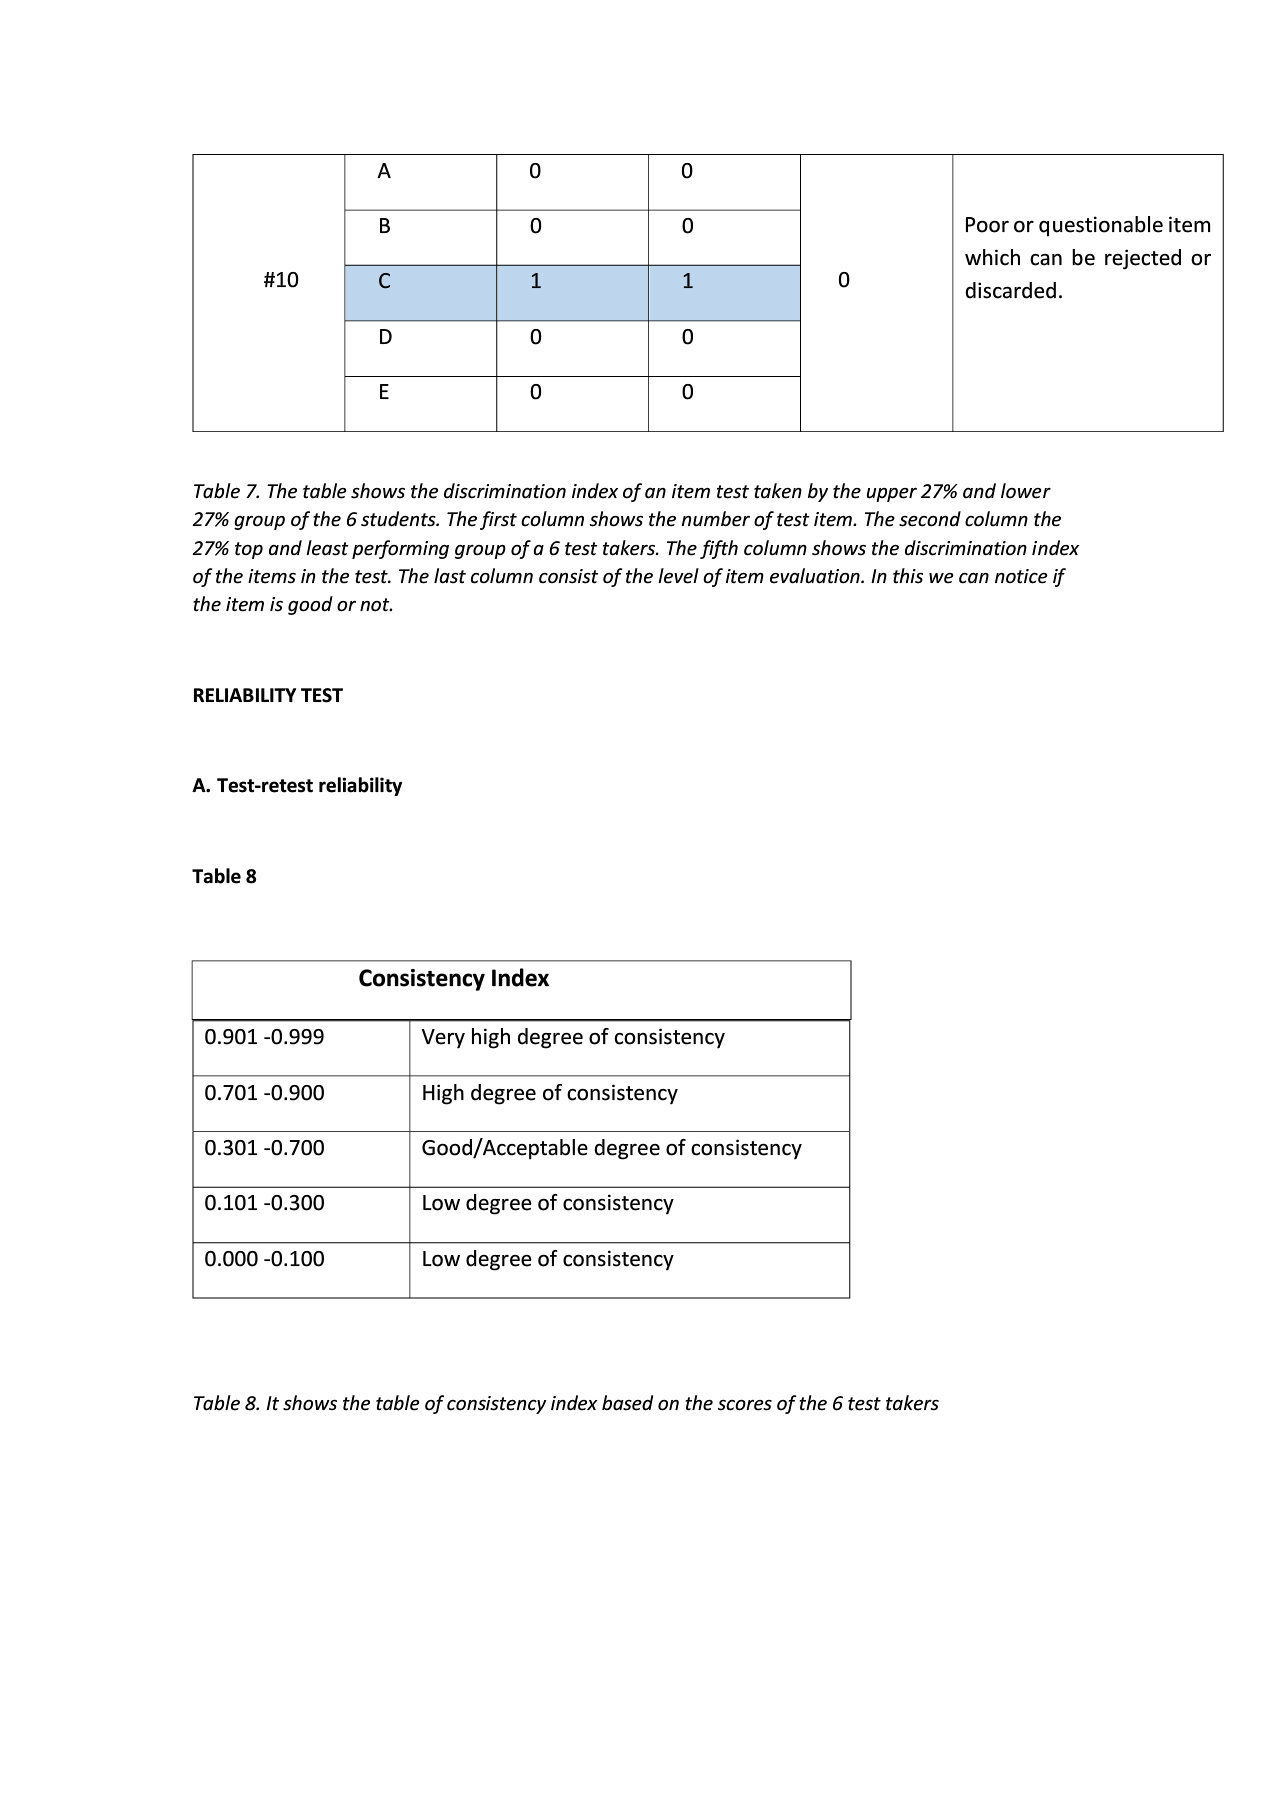 A 0 0
B 0 0
#10 C 1 1 0
D 0 0
E 0 0
Poor or questionable item
which can be rejected or
discarded.
Table 7. The table shows the discrimination index of an item test taken by the upper 27% and lower
27% group of the 6 students. The first column shows the number of test item. The second column the
27% top and least performing group of a 6 test takers. The fifth column shows the discrimination index
of the items in the test. The last column consist of the level of item evaluation. In this we can notice if
the item is good or not.
RELIABILITY TEST
A. Test-retest reliability
Table 8
Consistency Index
0.901 -0.999 Very high degree of consistency
0.701 -0.900 High degree of consistency
0.301 -0.700 Good/Acceptable degree of consistency
0.101 -0.300 Low degree of consistency
0.000 -0.100 Low degree of consistency
Table 8. It shows the table of consistency index based on the scores of the 6 test takers